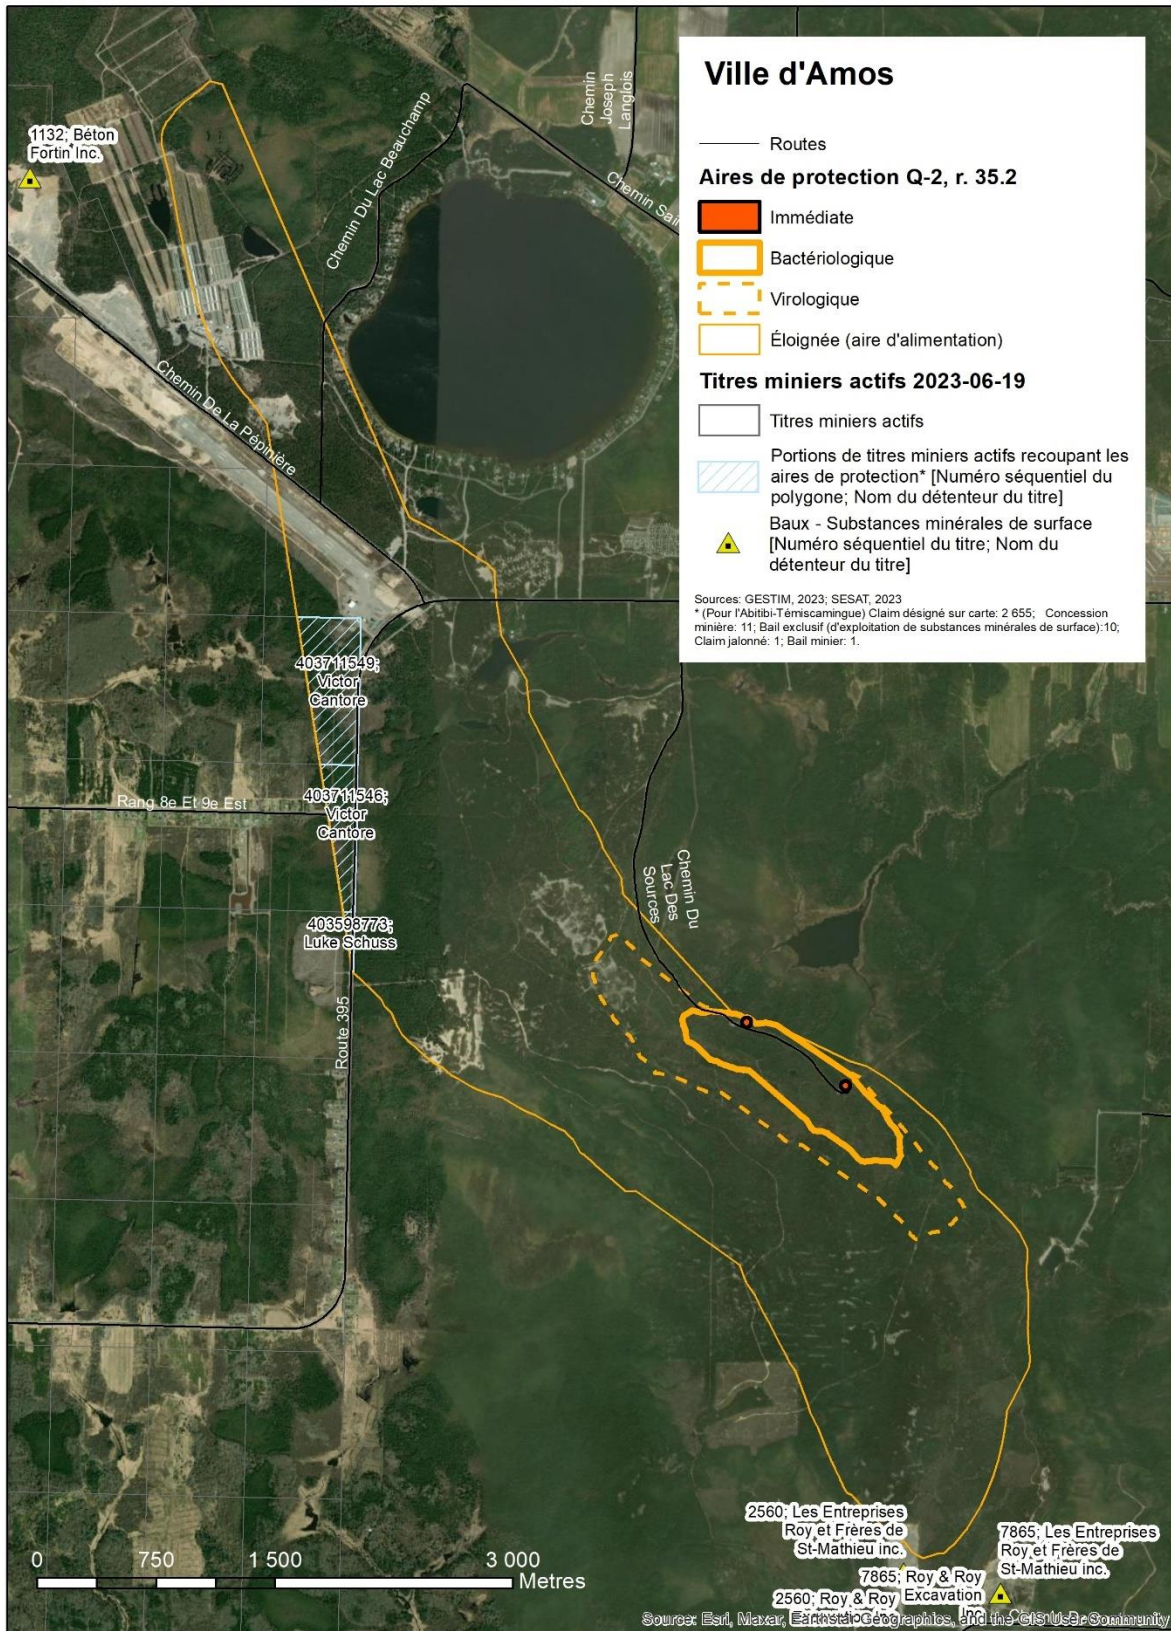 Ville d'Amos
Routes
Aires de protection Q-2, r. 35.2
Immédiate
Bactériologique
Virologique
Éloignée (aire d'alimentation)
Titres miniers actifs 2023-06-19
Titres miniers actifs
Portions de titres miniers actifs recoupant les
aires de protection* [Numéro séquentiel du
polygone; Nom du détenteur du titre]
Baux - Substances minérales de surface
[Numéro séquentiel du titre; Nom du
détenteur du titre]
Sources: GESTIM, 2023; SESAT, 2023
* (Pour l'Abitibi-Témiscamingue) Claim désigné sur carte: 2 655; Concession
minière: 11; Bail exclusif (d'exploitation de substances minérales de surface):10;
Claim jalonné: 1; Bail minier: 1.
1132; Béton
Fortin Inc.
Chemin Du Lac Beauchamp
Chemin
Joseph
Langlois
Chemin
Chemin De La Pépinière
403711549;
Victor
Cantore
Rang 8e Et 9e Est
403711546;
Victor
Cantore
403598773;
Luke Schuss
Route 395
Chemin Du
Lac Des
Sources
2560; Les Entreprises
Roy et Frères de
St-Mathieu inc.
7865; Les Entreprises
Roy et Frères de
St-Mathieu inc.
7865; Roy & Roy
Excavation
2560; Roy & Roy
0 750 1 500 3 000
Metres
Source: Esri, Maxar, Earthstar Geographics, and the GIS User Community